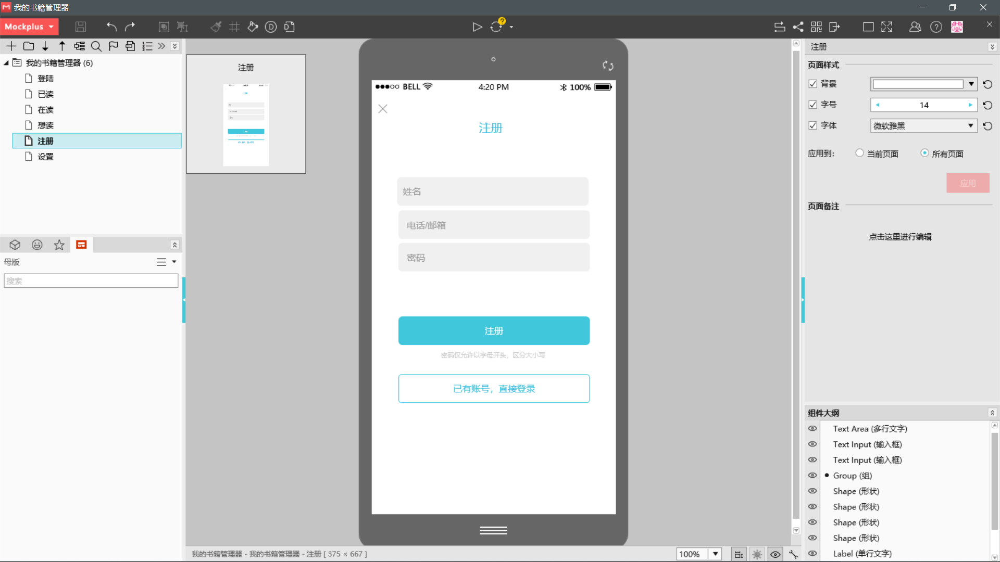 我的书籍管理器
Mockplus
我的书籍管理器 (6)
登陆
已读
在读
想读
注册
设置
母版
搜索
注册
BELL
4:20 PM
100%
注册
姓名
电话/邮箱
密码
注册
密码仅允许以字母开头，区分大小写
已有账号，直接登录
我的书籍管理器 - 我的书籍管理器 - 注册 [ 375 × 667 ]
100%
注册
页面样式
背景
字号
14
字体
微软雅黑
应用到：
当前页面
所有页面
应用
页面备注
点击这里进行编辑
组件大纲
Text Area (多行文字)
Text Input (输入框)
Text Input (输入框)
Group (组)
Shape (形状)
Shape (形状)
Shape (形状)
Shape (形状)
Label (单行文字)